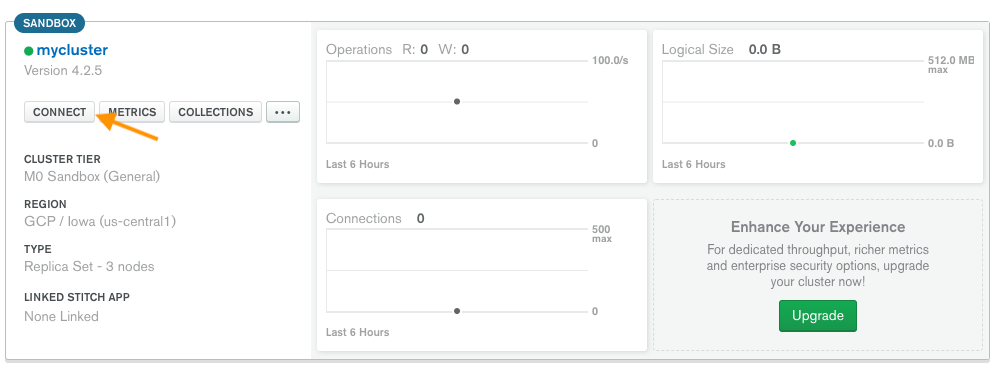 SANDBOX
mycluster
Version 4.2.5
CONNECT METRICS COLLECTIONS ...
CLUSTER TIER
M0 Sandbox (General)
REGION
GCP / Iowa (us-central1)
TYPE
Replica Set - 3 nodes
LINKED STITCH APP
None Linked
Operations R: 0 W: 0
100.0/s
0
Last 6 Hours
Logical Size 0.0 B
512.0 MB
max
0.0 B
Last 6 Hours
Connections 0
500
max
0
Last 6 Hours
Enhance Your Experience
For dedicated throughput, richer metrics
and enterprise security options, upgrade
your cluster now!
Upgrade